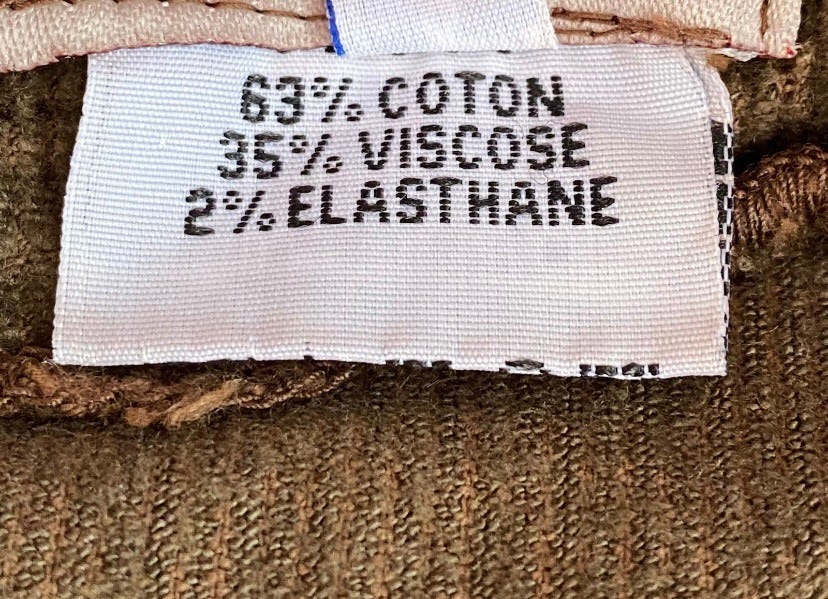 63% COTON
35% VISCOSE
2% ELASTHANE